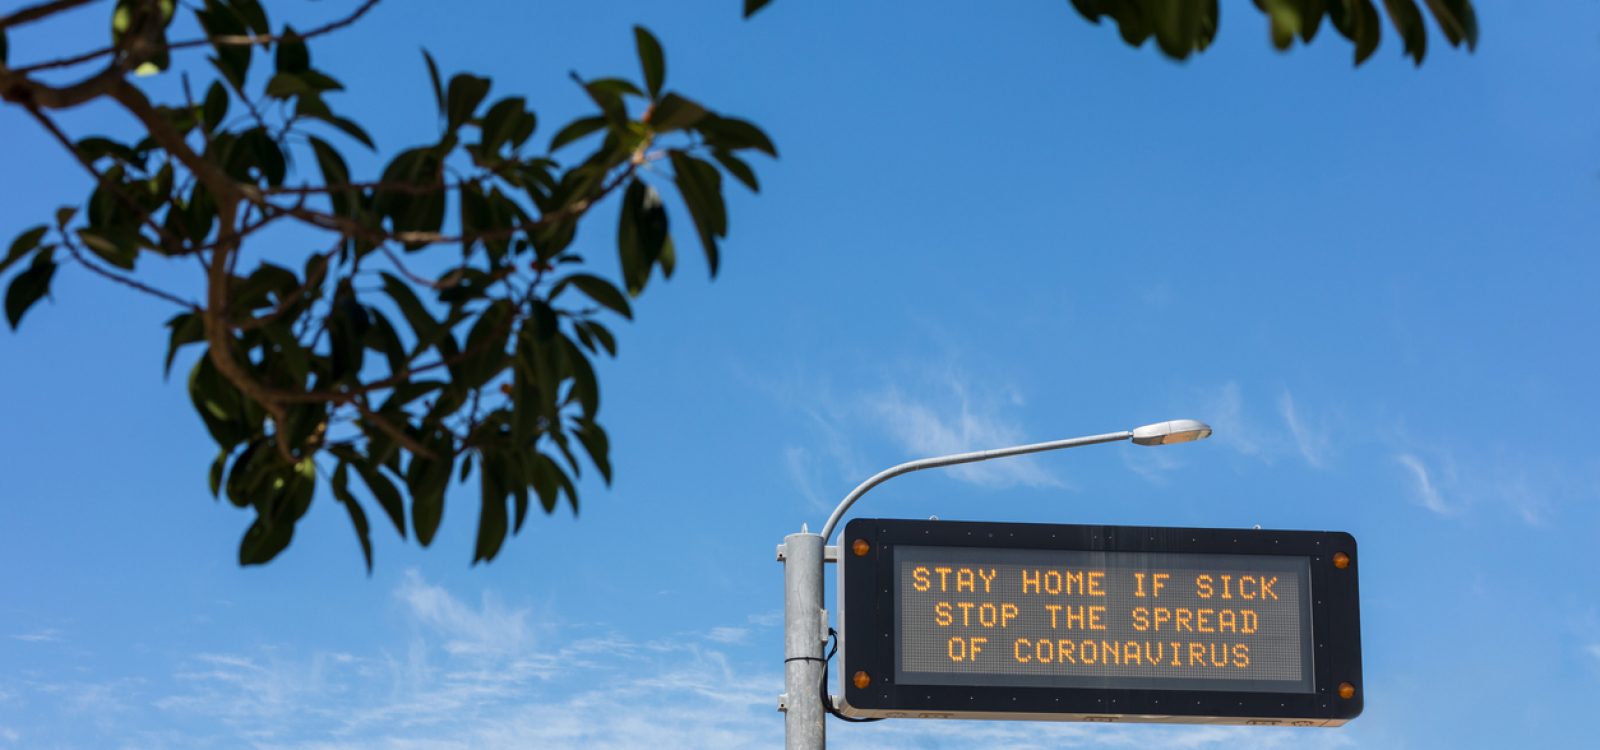 STAY HOME IF SICK
STOP THE SPREAD
OF CORONAVIRUS